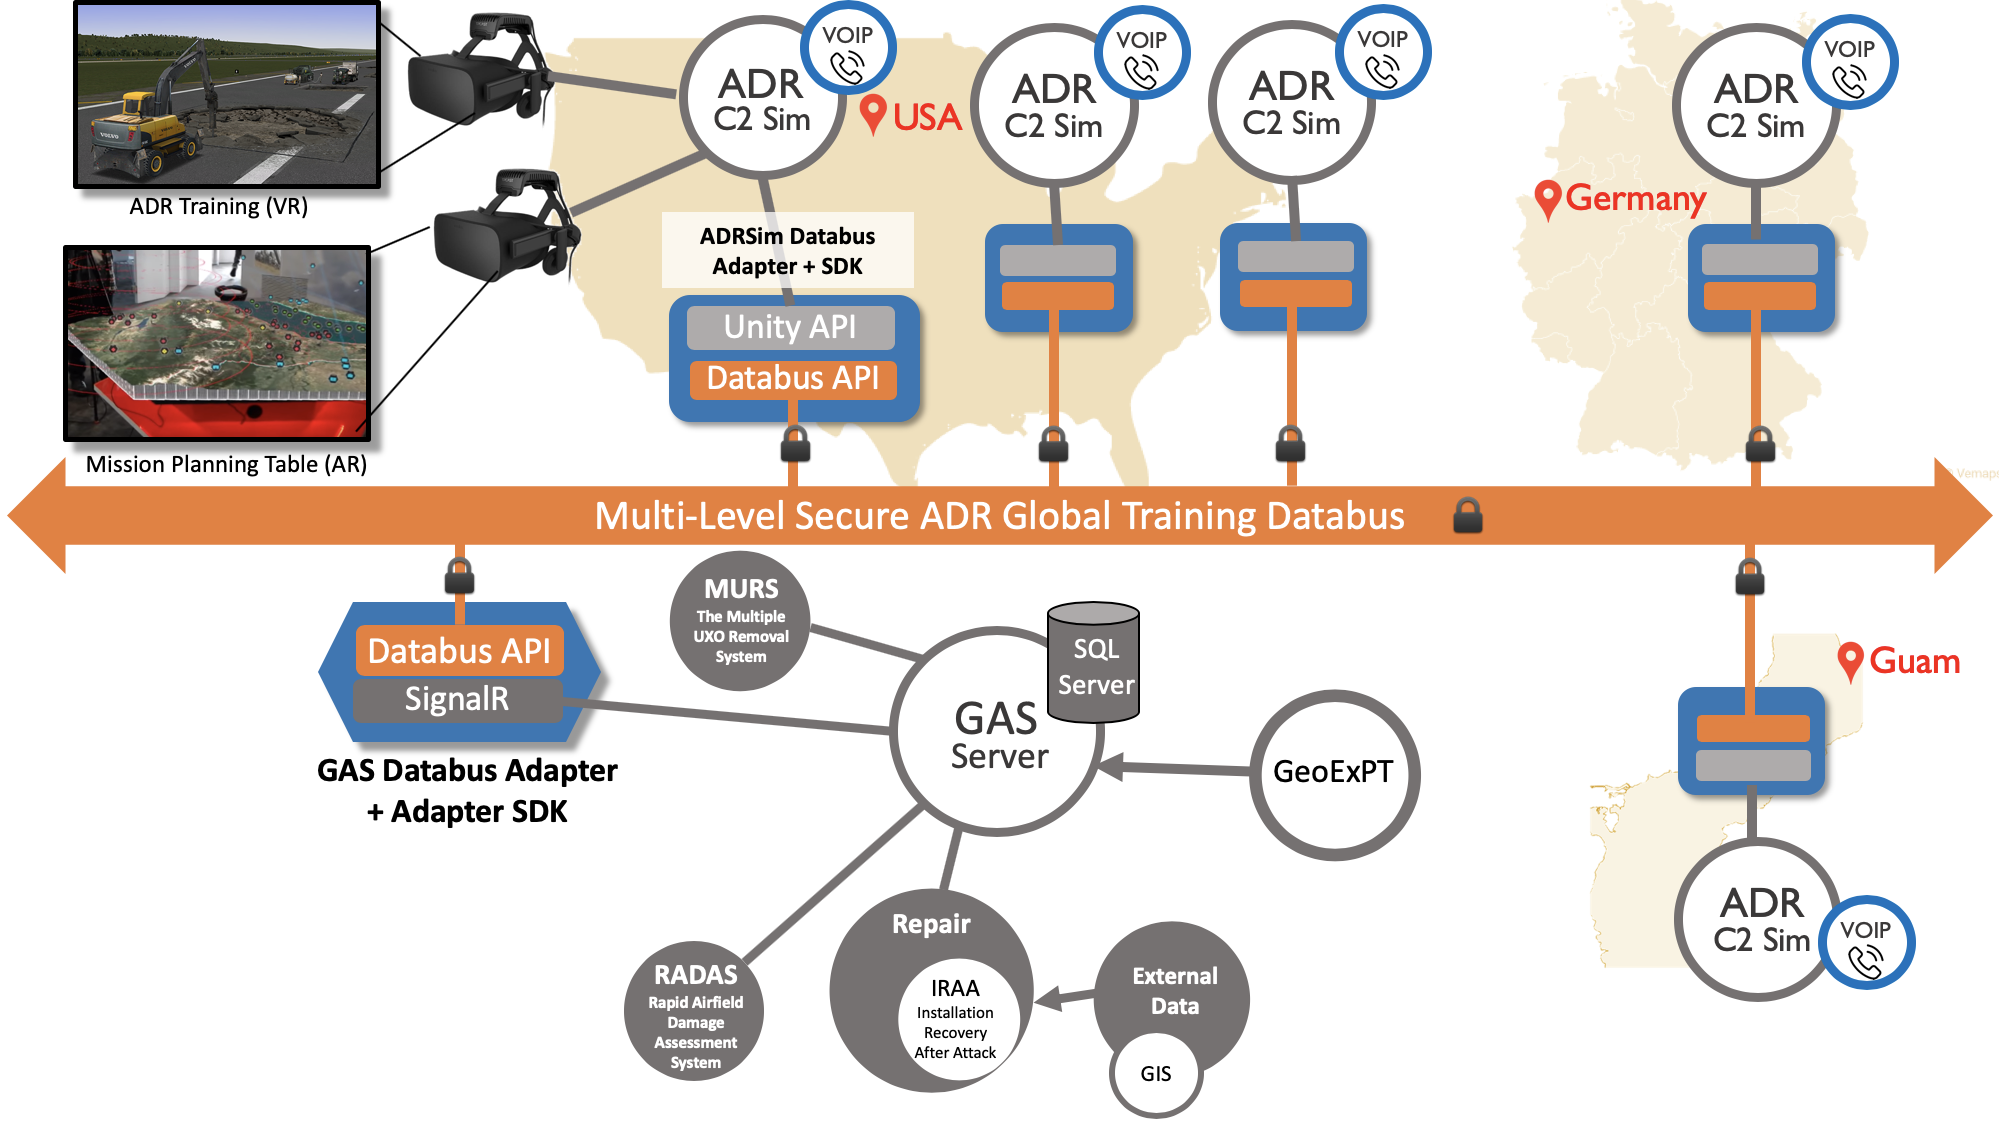 VOIP
ADR
C2 Sim
USA
VOIP
ADR
C2 Sim
VOIP
ADR
C2 Sim
VOIP
ADR
C2 Sim
Germany
ADR Training (VR)
ADRSim Databus
Adapter + SDK
Unity API
Databus API
Mission Planning Table (AR)
Vemaps
Multi-Level Secure ADR Global Training Databus
Databus API
SignalR
GAS Databus Adapter
+ Adapter SDK
MURS
The Multiple
UXO Removal
System
SQL
Server
GAS
Server
GeoExPT
Guam
ADR
C2 Sim
VOIP
Repair
IRAA
Installation
Recovery
After Attack
External
Data
GIS
RADAS
Rapid Airfield
Damage
Assessment
System